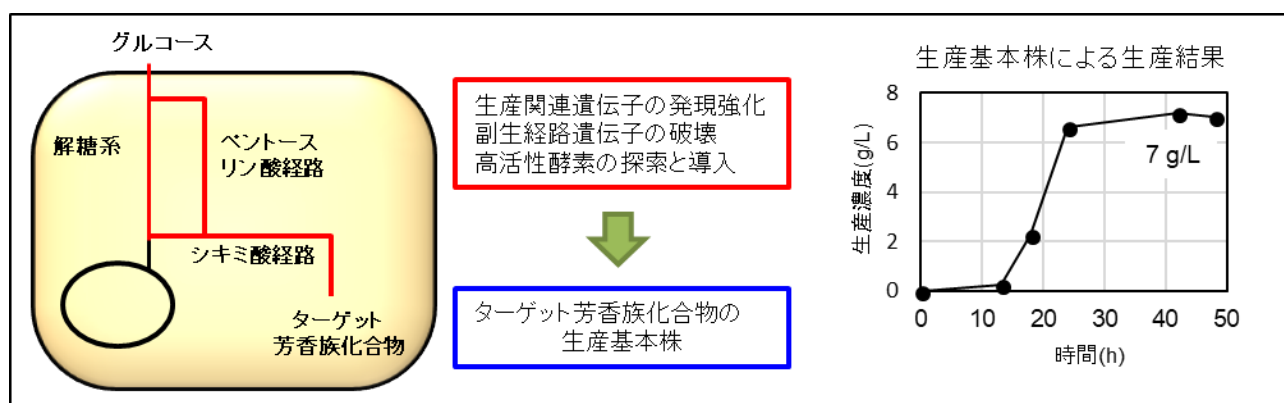 グルコース
解糖系
ペントース
リン酸経路
シキミ酸経路
ターゲット
芳香族化合物
生産関連遺伝子の発現強化
副生経路遺伝子の破壊
高活性酵素の探索と導入
ターゲット芳香族化合物の
生産基本株
生産基本株による生産結果
生産濃度(g/L)
8
6
4
2
0
7 g/L
0 10 20 30 40 50
時間(h)